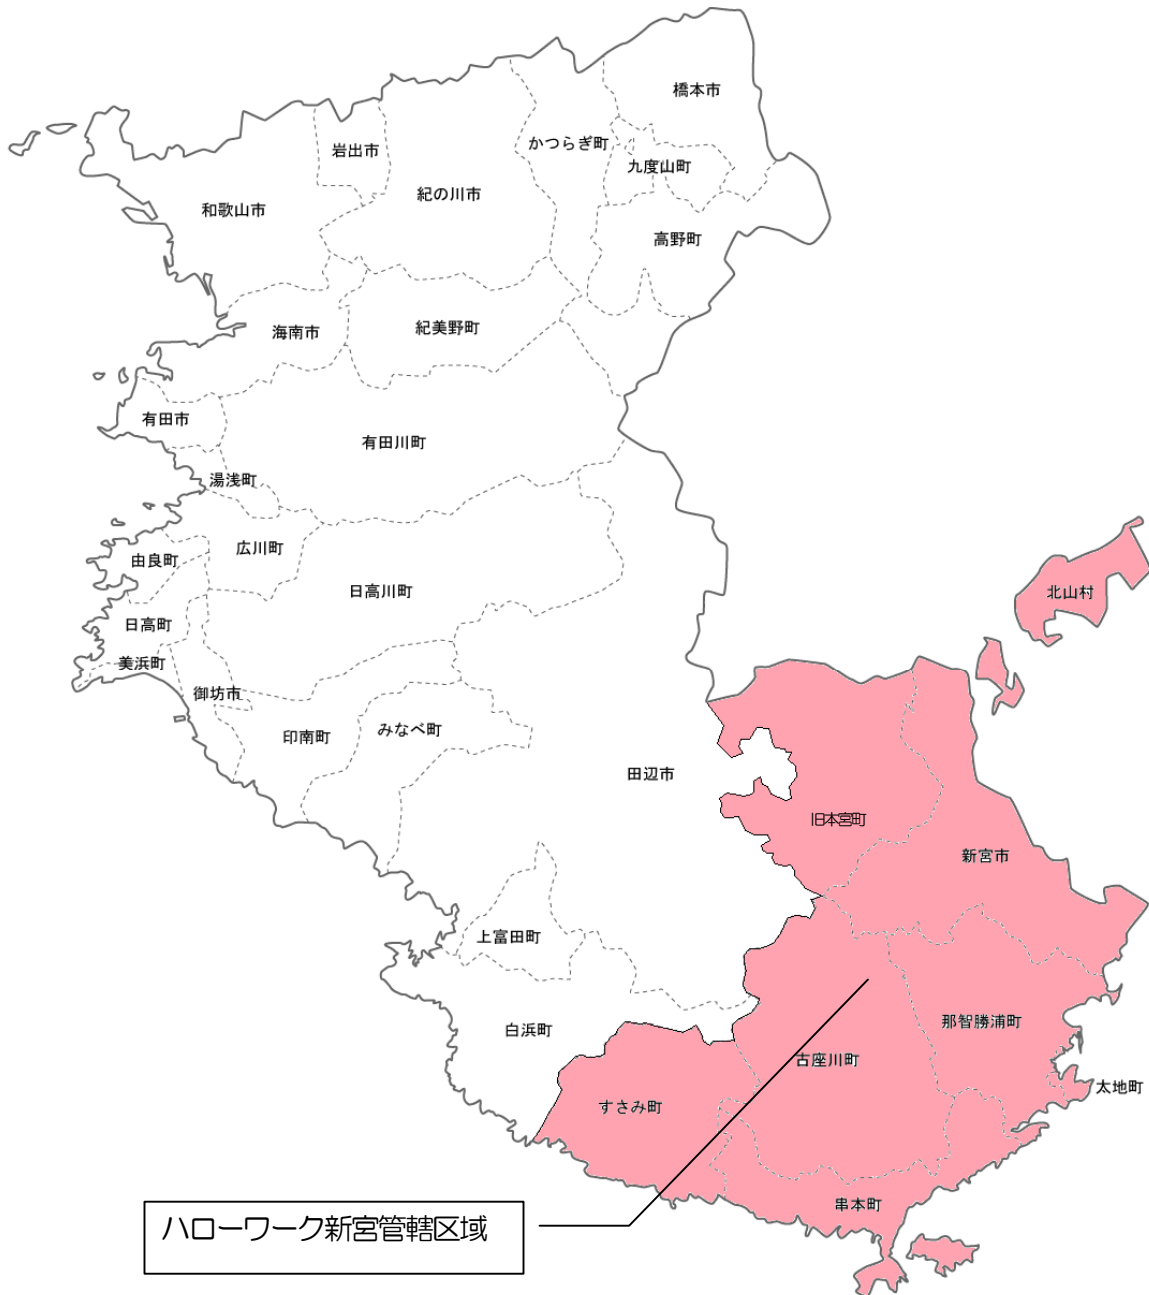 橋本市
かつらぎ町
岩出市
九度山町
紀の川市
和歌山市
高野町
紀美野町
海南市
有田市
有田川町
湯浅町
広川町
由良町
日高川町
北山村
日高町
美浜町
御坊市
みなべ町
印南町
田辺市
旧本宮町
新宮市
上富田町
那智勝浦町
白浜町
古座川町
太地町
すさみ町
串本町
ハローワーク新宮管轄区域